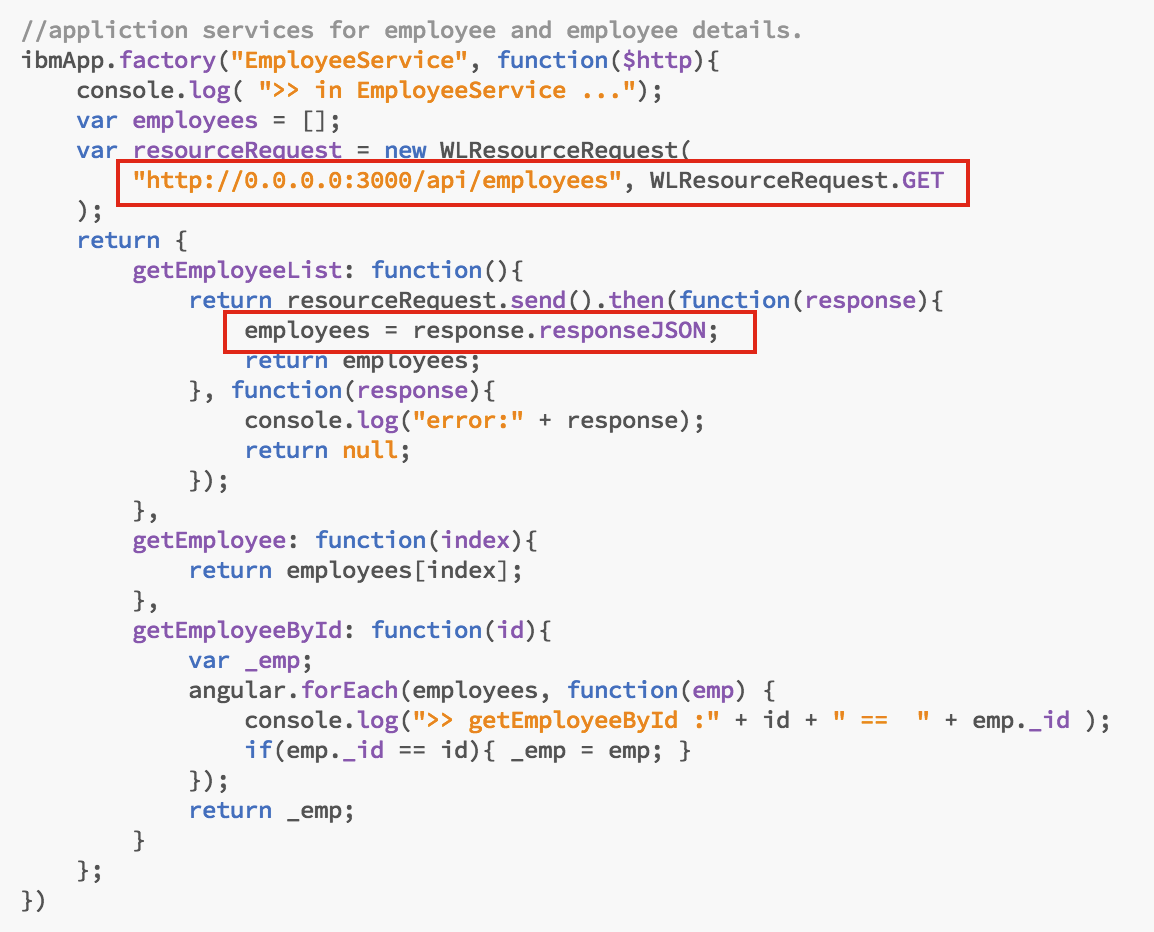 //appliction services for employee and employee details.
ibmApp.factory("EmployeeService", function($http){
    console.log( ">> in EmployeeService ...");
    var employees = [];
    var resourceRequest = new WLResourceRequest(
        "http://0.0.0.0:3000/api/employees", WLResourceRequest.GET
    );
    return {
        getEmployeeList: function(){
            return resourceRequest.send().then(function(response){
                employees = response.responseJSON;
                return employees;
            }, function(response){
                console.log("error:" + response);
                return null;
            });
        },
        getEmployee: function(index){
            return employees[index];
        },
        getEmployeeById: function(id){
            var _emp;
            angular.forEach(employees, function(emp) {
                console.log(">> getEmployeeById :" + id + " ==  " + emp._id );
                if(emp._id == id){ _emp = emp; }
            });
            return _emp;
        }
    };
})